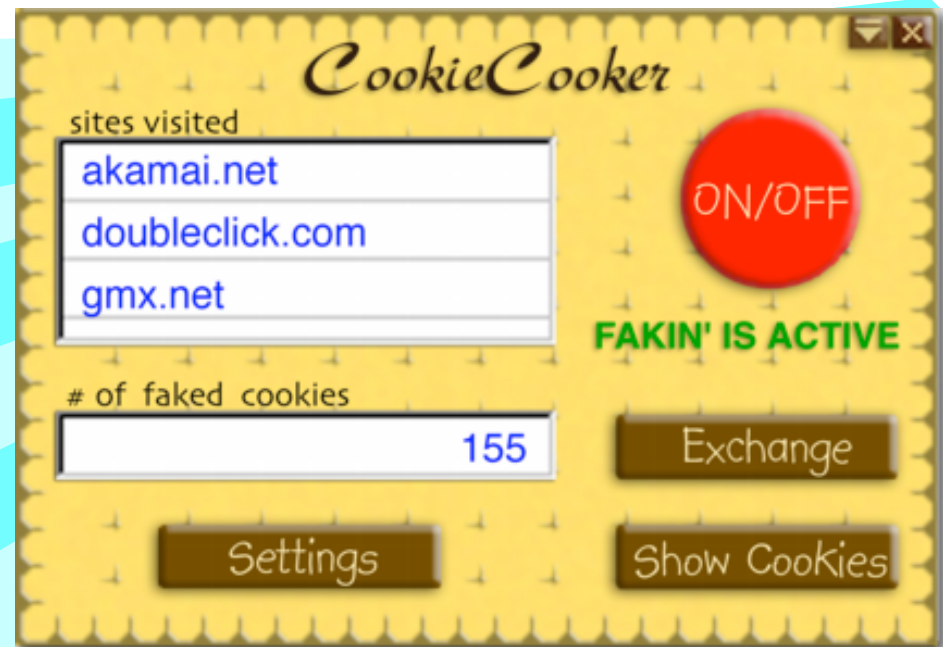 CookieCooker
sites visited
akamai.net
doubleclick.com
gmx.net
ON/OFF
FAKIN' IS ACTIVE
# of faked cookies
155
Exchange
Settings
Show Cookies